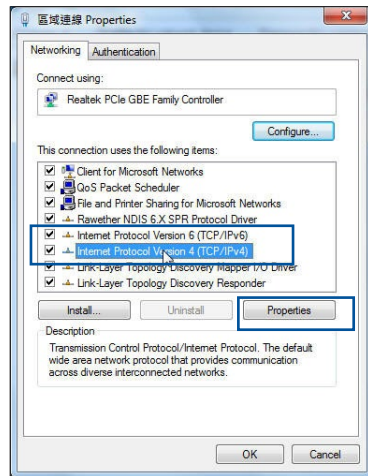 區域連線 Properties
Networking Authentication
Connect using:
Realtek PCIe GBE Family Controller
Configure...
This connection uses the following items:
Client for Microsoft Networks
QoS Packet Scheduler
File and Printer Sharing for Microsoft Networks
Rawether NDIS 6.X SPR Protocol Driver
Internet Protocol Version 6 (TCP/IPv6)
Internet Protocol Version 4 (TCP/IPv4)
Link-Layer Topology Discovery Mapper I/O Driver
Link-Layer Topology Discovery Responder
Install... Uninstall Properties
Description
Transmission Control Protocol/Internet Protocol. The default
wide area network protocol that provides communication
across diverse interconnected networks.
OK Cancel